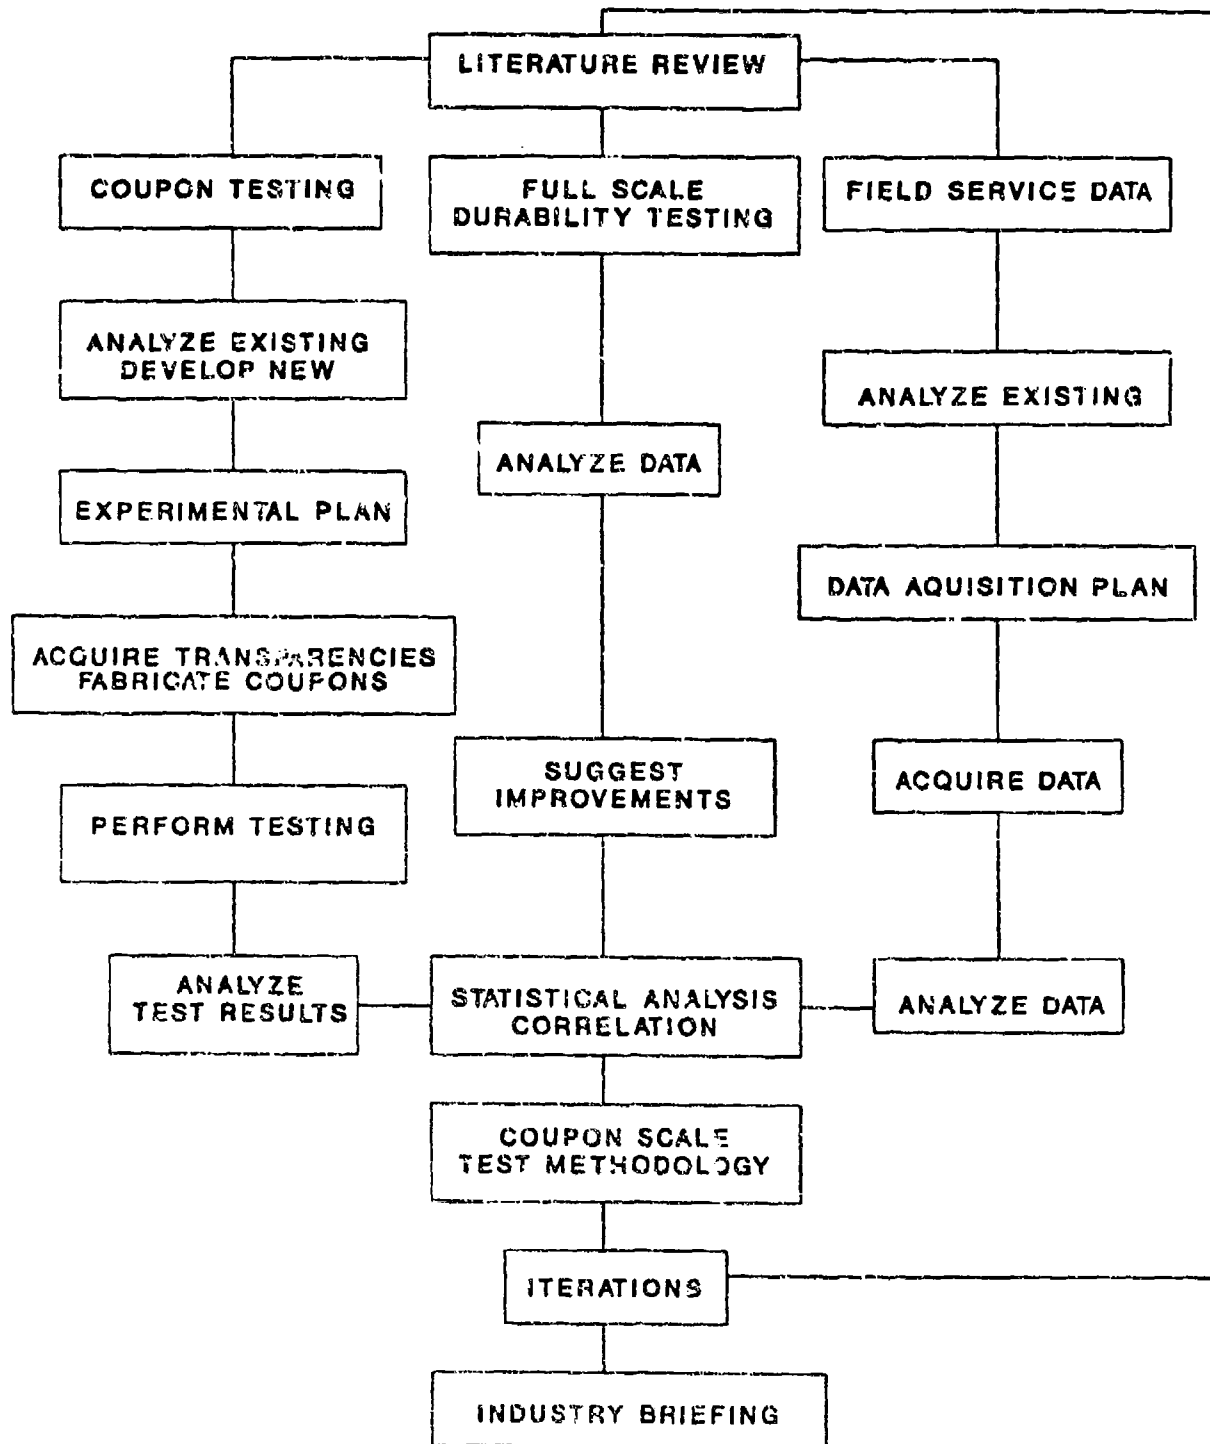 LITERATURE REVIEW
COUPON TESTING
FULL SCALE
DURABILITY TESTING
FIELD SERVICE DATA
ANALYZE EXISTING
DEVELOP NEW
ANALYZE EXISTING
ANALYZE DATA
EXPERIMENTAL PLAN
DATA AQUISITION PLAN
ACQUIRE TRANSPARENCIES
FABRICATE COUPONS
SUGGEST
IMPROVEMENTS
ACQUIRE DATA
PERFORM TESTING
ANALYZE
TEST RESULTS
STATISTICAL ANALYSIS
CORRELATION
ANALYZE DATA
COUPON SCALE
TEST METHODOLOGY
ITERATIONS
INDUSTRY BRIEFING